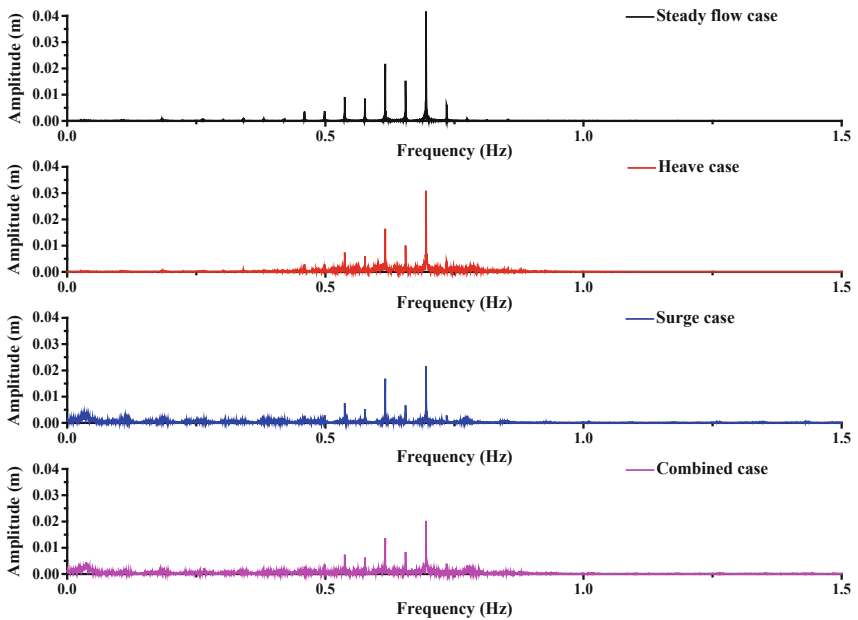 Steady flow case
Amplitude (m)
0.04
0.03
0.02
0.01
0.00
0.0 0.5 1.0 1.5
Frequency (Hz)
Heave case
Amplitude (m)
0.04
0.03
0.02
0.01
0.00
0.0 0.5 1.0 1.5
Frequency (Hz)
Surge case
Amplitude (m)
0.04
0.03
0.02
0.01
0.00
0.0 0.5 1.0 1.5
Frequency (Hz)
Combined case
Amplitude (m)
0.04
0.03
0.02
0.01
0.00
0.0 0.5 1.0 1.5
Frequency (Hz)